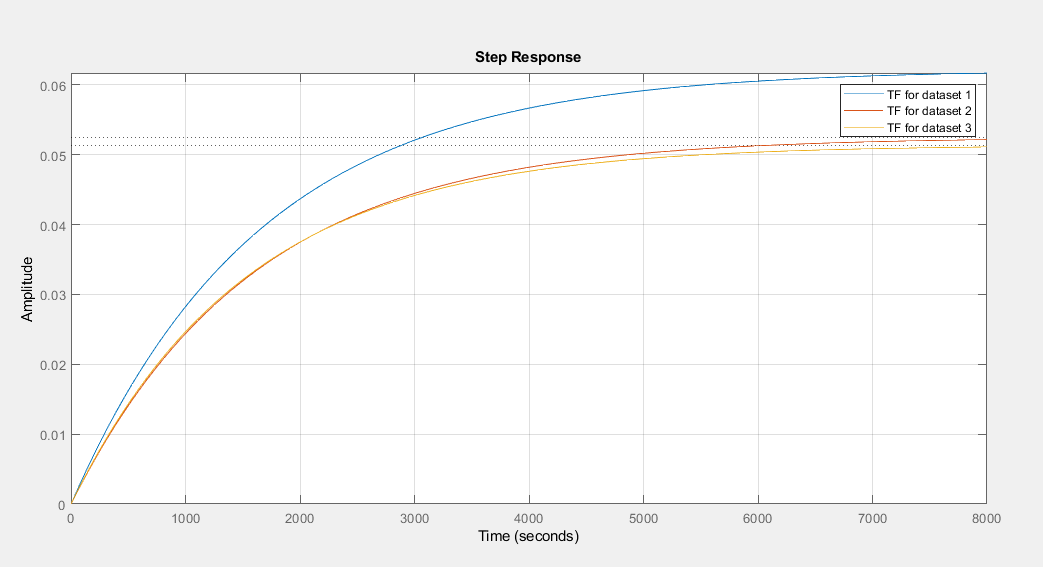 Step Response
0.06
0.05
0.04
0.03
0.02
0.01
0
Amplitude
TF for dataset 1
TF for dataset 2
TF for dataset 3
0 1000 2000 3000 4000 5000 6000 7000 8000
Time (seconds)